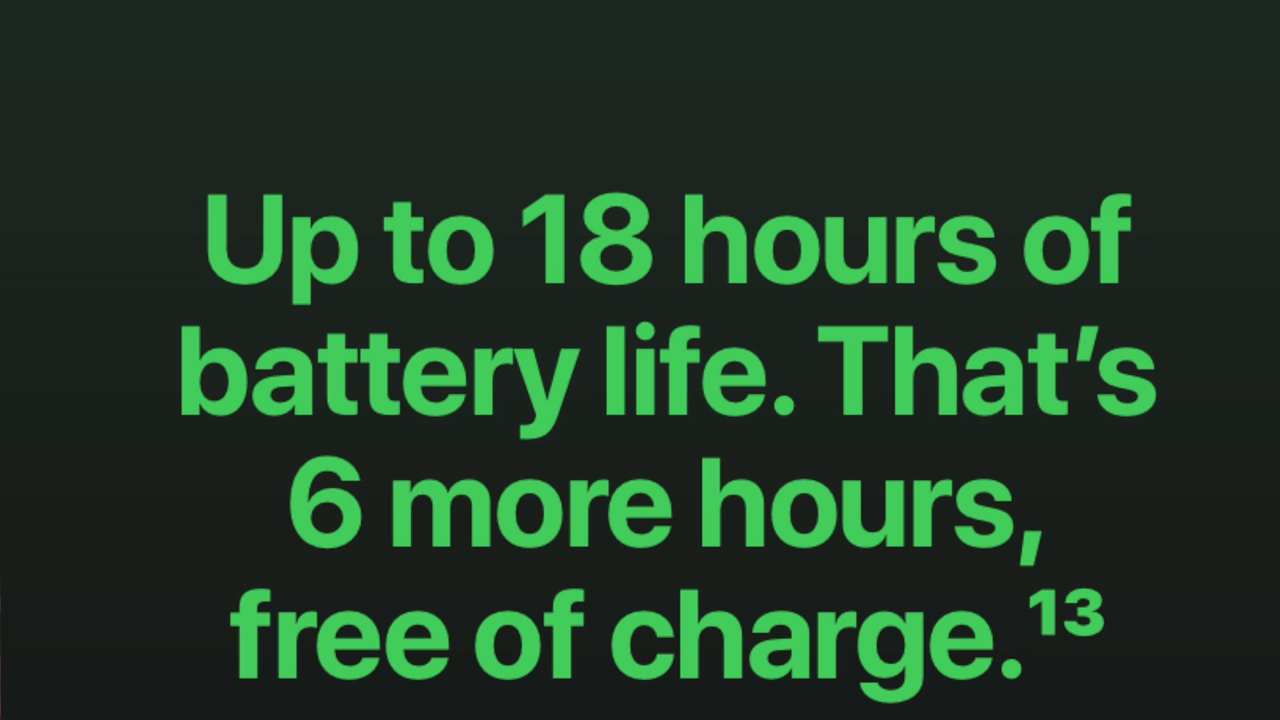 Up to 18 hours of
battery life. That’s
6 more hours,
free of charge.¹³